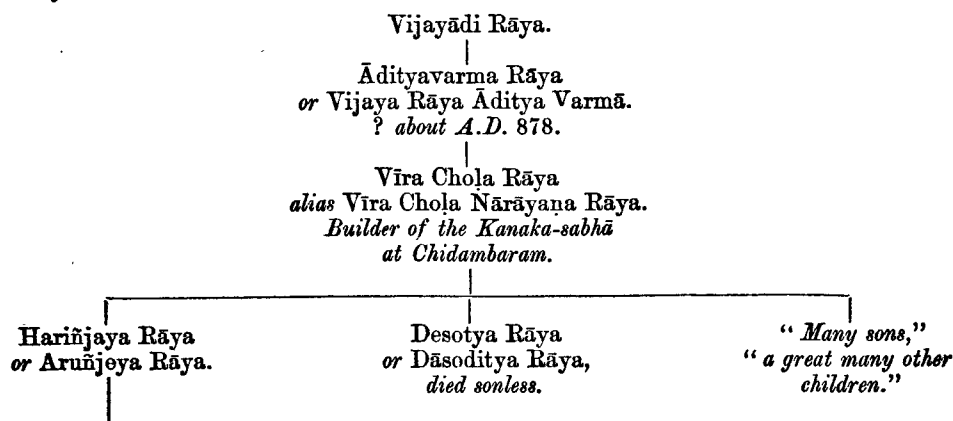 Vijayādi Rāya.
Ādityavarma Rāya
or Vijaya Rāya Āditya Varmā.
? about A.D. 878.
Vīra Choḷa Rāya
alias Vīra Choḷa Nārāyaṇa Rāya.
Builder of the Kanaka-sabhā
at Chidambaram.
Hariñjaya Rāya
or Aruñjeya Rāya.
Desotya Rāya
or Dāsoditya Rāya,
died sonless.
“ Many sons,”
“ a great many other
children.”